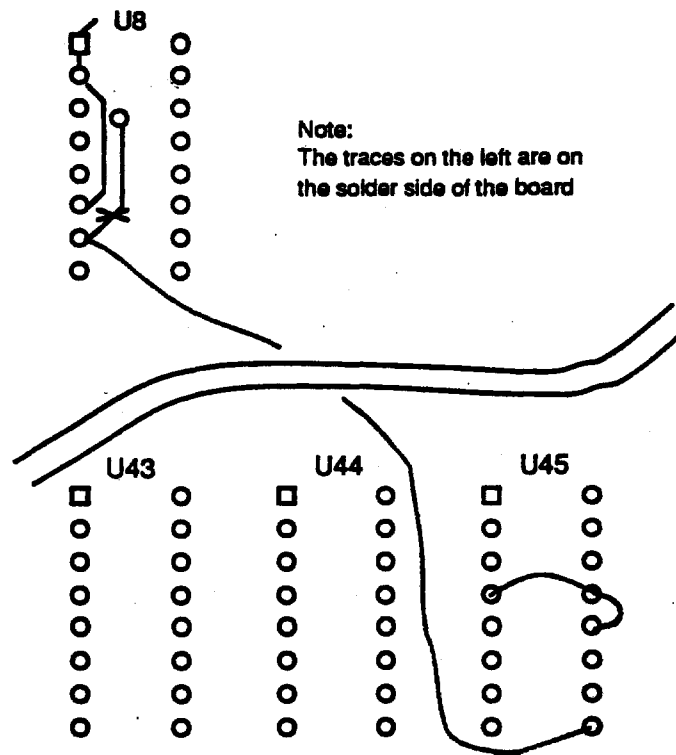 U8
Note:
The traces on the left are on
the solder side of the board
U43
U44
U45